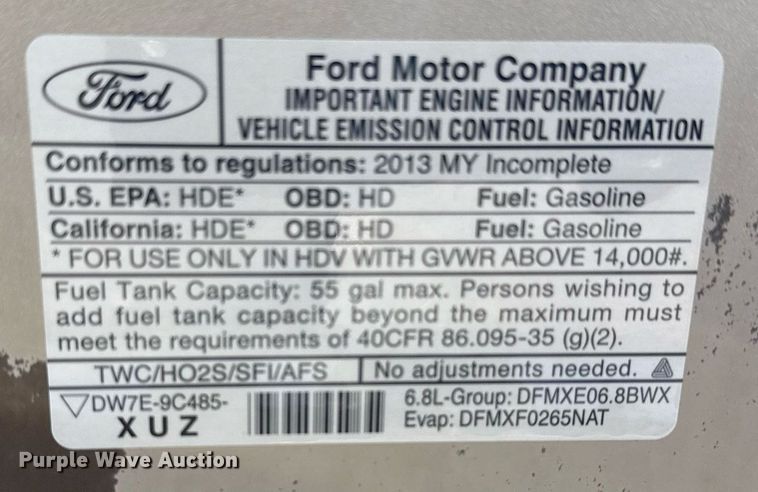 Ford
Ford Motor Company
IMPORTANT ENGINE INFORMATION/
VEHICLE EMISSION CONTROL INFORMATION
Conforms to regulations: 2013 MY Incomplete
U.S. EPA: HDE* OBD: HD Fuel: Gasoline
California: HDE* OBD: HD Fuel: Gasoline
* FOR USE ONLY IN HDV WITH GVWR ABOVE 14,000#.
Fuel Tank Capacity: 55 gal max. Persons wishing to
add fuel tank capacity beyond the maximum must
meet the requirements of 40CFR 86.095-35 (g)(2).
TWC/HO2S/SFI/AFS No adjustments needed.
DW7E-9C485-
X U Z
6.8L-Group: DFMXE06.8BWX
Evap: DFMXF0265NAT
Purple Wave Auction